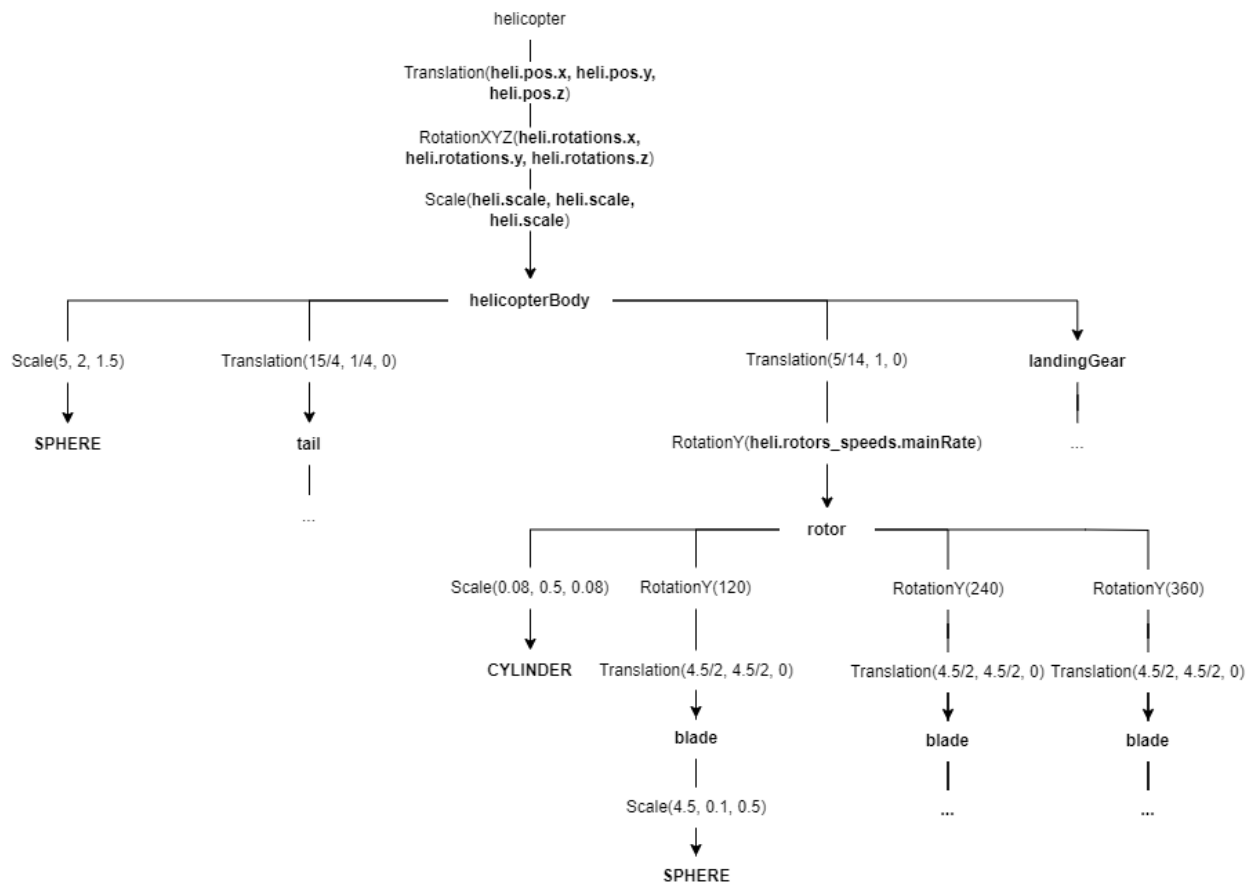 helicopter
Translation(heli.pos.x, heli.pos.y,
heli.pos.z)
RotationXYZ(heli.rotations.x,
heli.rotations.y, heli.rotations.z)
Scale(heli.scale, heli.scale,
heli.scale)
helicopterBody
Scale(5, 2, 1.5)
Translation(15/4, 1/4, 0)
Translation(5/14, 1, 0)
landingGear
SPHERE
tail
RotationY(heli.rotors_speeds.mainRate)
...
...
rotor
Scale(0.08, 0.5, 0.08)
RotationY(120)
RotationY(240)
RotationY(360)
CYLINDER
Translation(4.5/2, 4.5/2, 0)
Translation(4.5/2, 4.5/2, 0)
Translation(4.5/2, 4.5/2, 0)
blade
blade
blade
Scale(4.5, 0.1, 0.5)
...
...
SPHERE